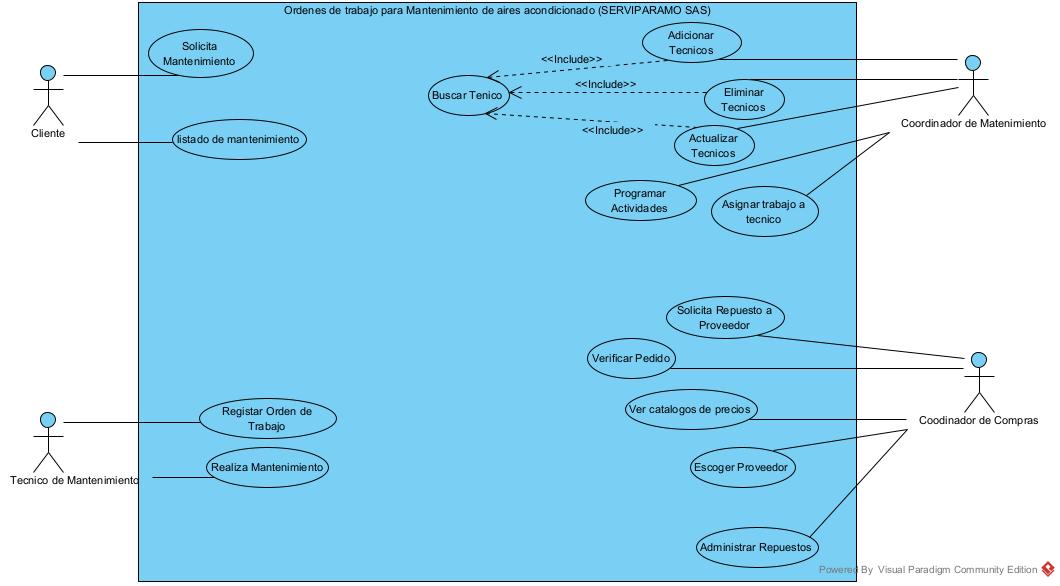 Ordenes de trabajo para Mantenimiento de aires acondicionado (SERVIPARAMO SAS)
Solicita
Mantenimiento
Cliente
listado de mantenimiento
Buscar Tenico
<<Include>>
<<Include>>
<<Include>>
Adicionar
Tecnicos
Eliminar
Tecnicos
Actualizar
Tecnicos
Coordinador de Matenimiento
Programar
Actividades
Asignar trabajo a
tecnico
Solicita Repuesto a
Proveedor
Verificar Pedido
Ver catalogos de precios
Coodinador de Compras
Registar Orden de
Trabajo
Realiza Mantenimiento
Tecnico de Mantenimiento
Escoger Proveedor
Administrar Repuestos
Powered By Visual Paradigm Community Edition